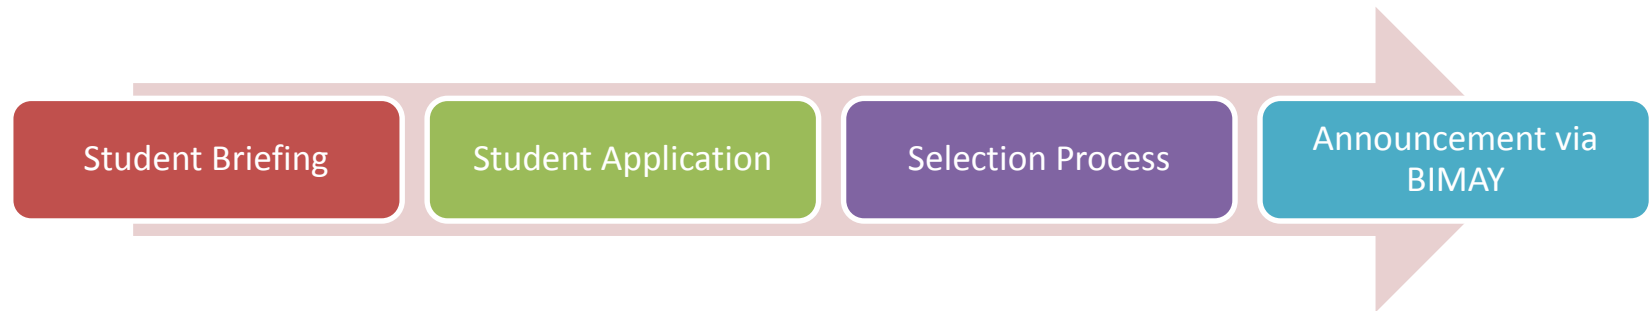 Student Briefing
Student Application
Selection Process
Announcement via
BIMAY